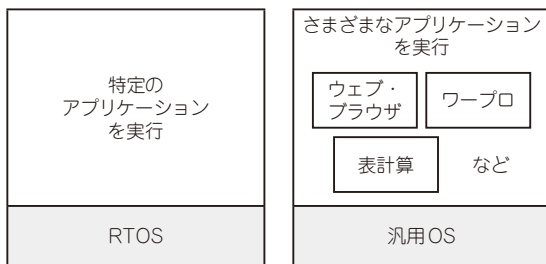 特定の
アプリケーション
を実行
RTOS
さまざまなアプリケーション
を実行
ウェブ・
ブラウザ
ワープロ
表計算
など
汎用OS